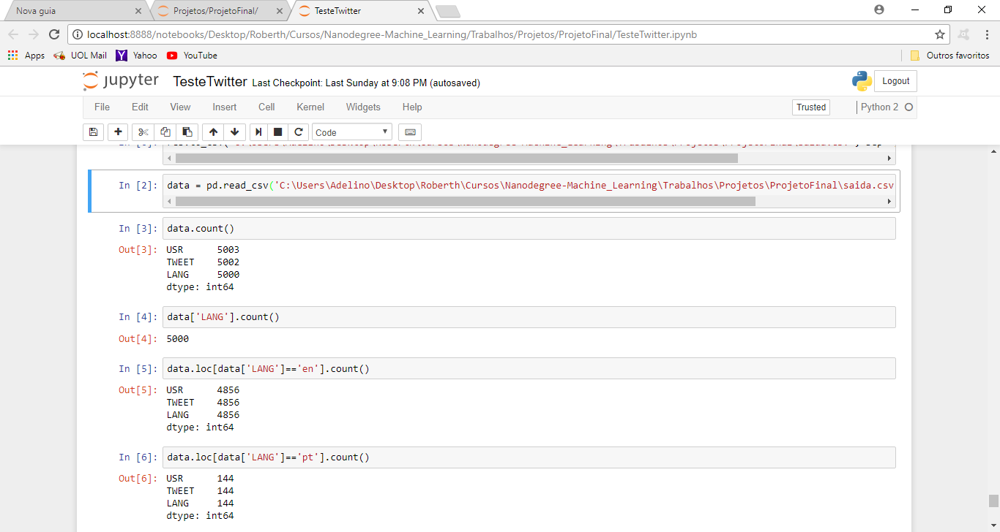 Nova guia
Projetos/ProjetoFinal/
TesteTwitter
localhost:8888/notebooks/Desktop/Roberth/Cursos/Nanodegree-Machine_Learning/Trabalhos/Projetos/ProjetoFinal/TesteTwitter.ipynb
Apps UOL Mail Yahoo YouTube Outros favoritos
jupyter TesteTwitter Last Checkpoint: Last Sunday at 9:08 PM (autosaved) Logout
File Edit View Insert Cell Kernel Widgets Help Trusted Python 2
Code
In [2]: data = pd.read_csv('C:\Users\Adelino\Desktop\Roberth\Cursos\Nanodegree-Machine_Learning\Trabalhos\Projetos\ProjetoFinal\saida.csv
In [3]: data.count()
Out[3]: USR 5003
TWEET 5002
LANG 5000
dtype: int64
In [4]: data['LANG'].count()
Out[4]: 5000
In [5]: data.loc[data['LANG']=='en'].count()
Out[5]: USR 4856
TWEET 4856
LANG 4856
dtype: int64
In [6]: data.loc[data['LANG']=='pt'].count()
Out[6]: USR 144
TWEET 144
LANG 144
dtype: int64